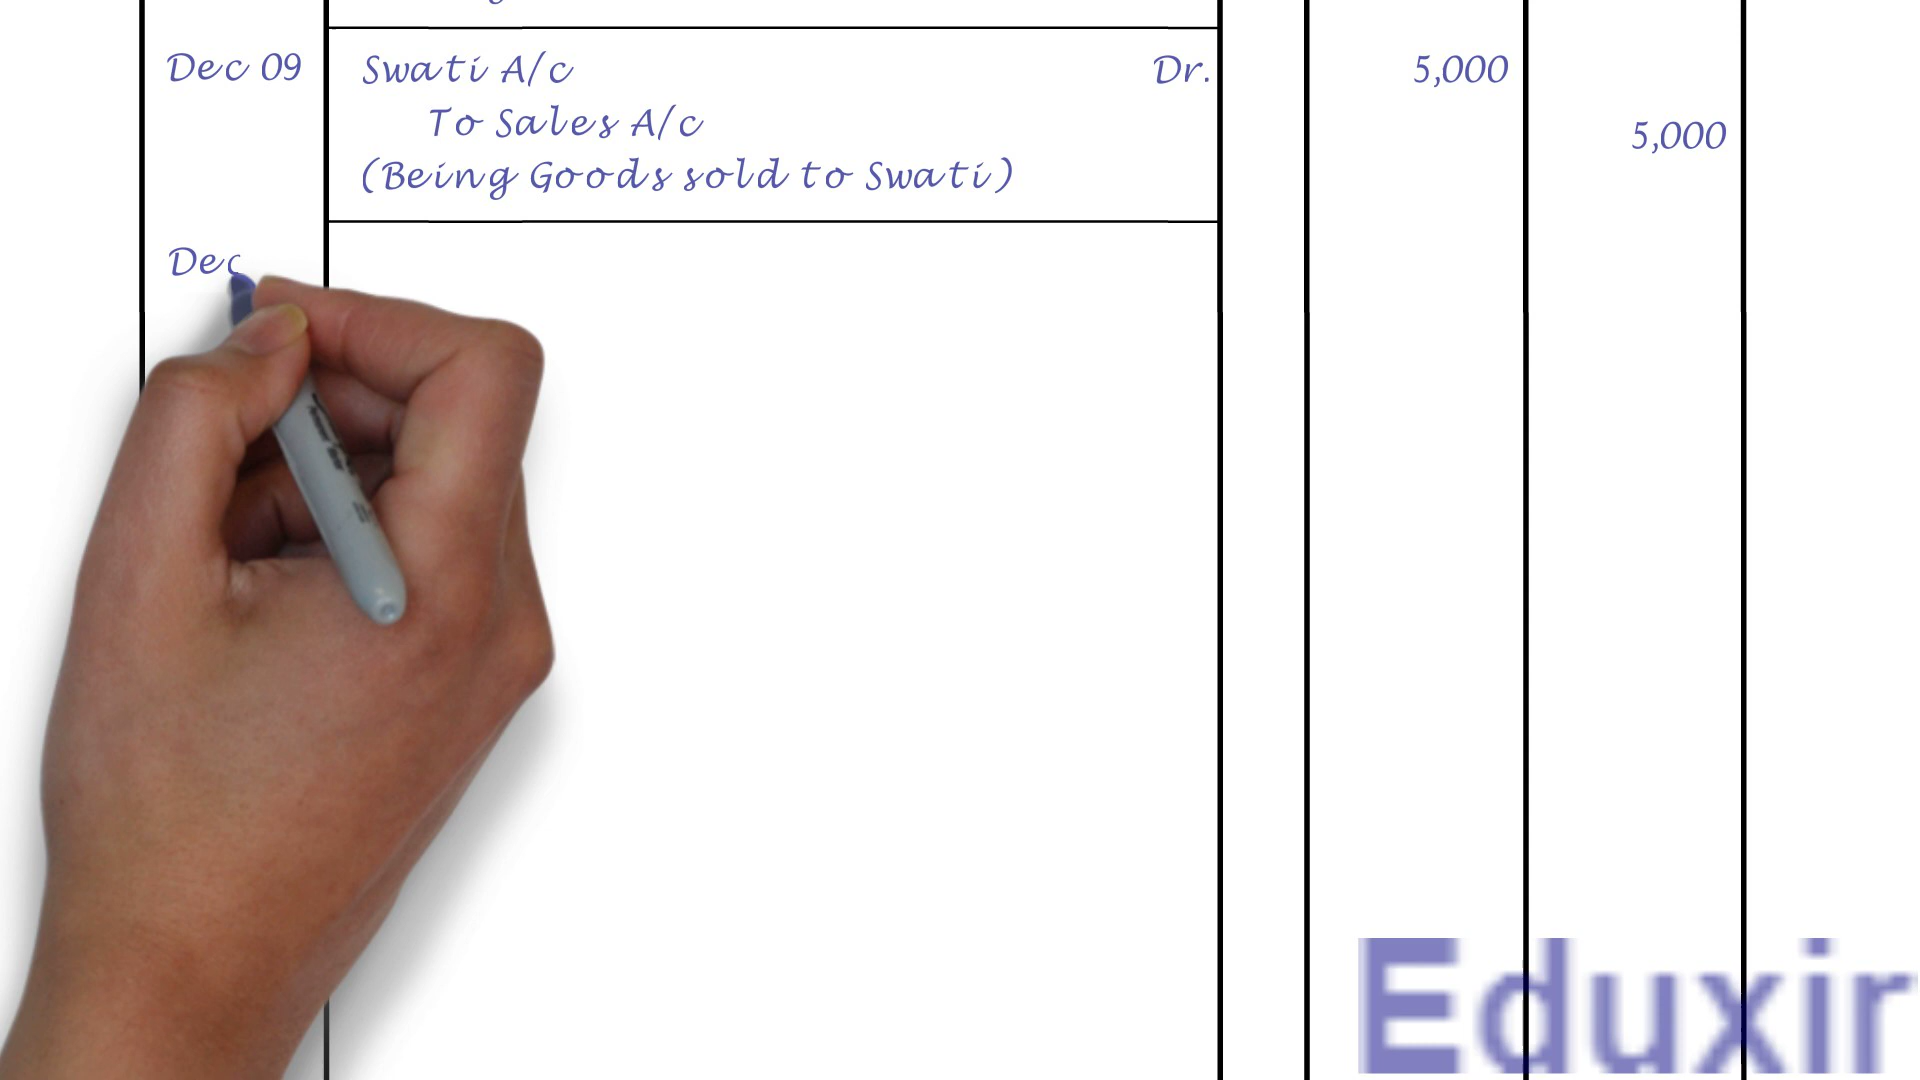 Dec 09 Swati A/c Dr. 5,000
To Sales A/c 5,000
(Being Goods sold to Swati)
Dec
Eduxir